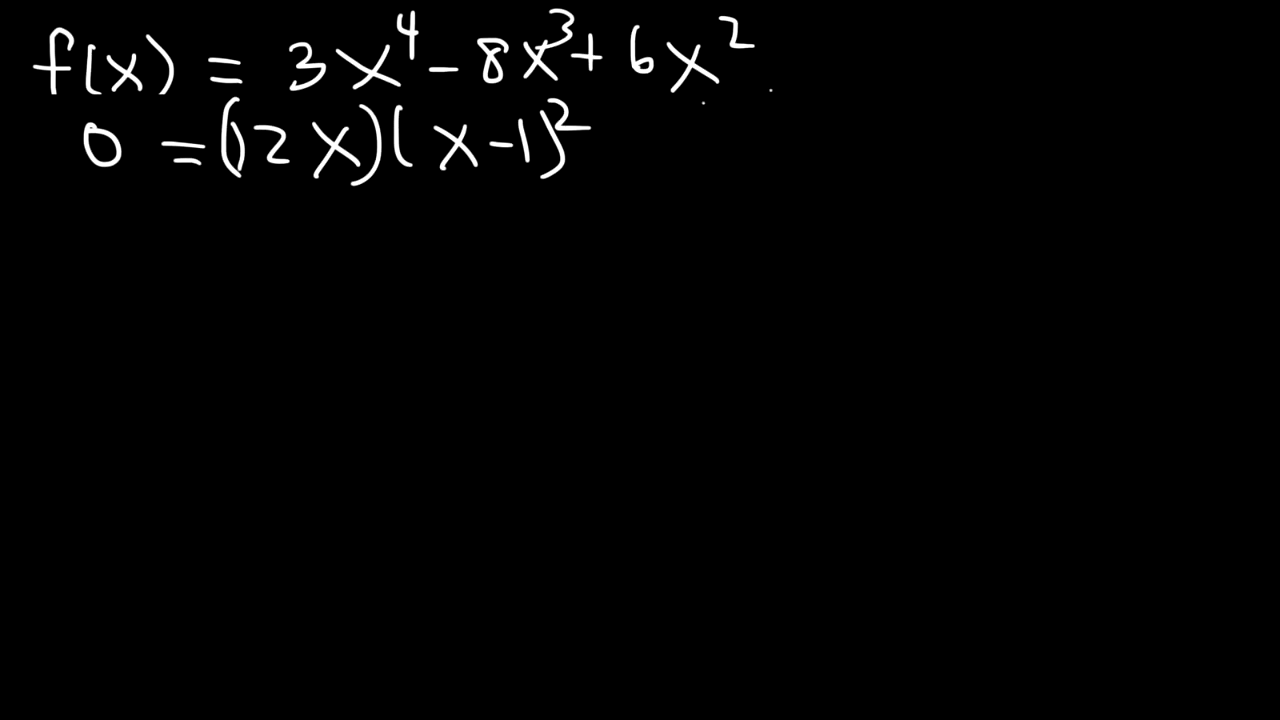 f(x) = 3x⁴ - 8x³ + 6x²
0 = (12x)(x-1)²